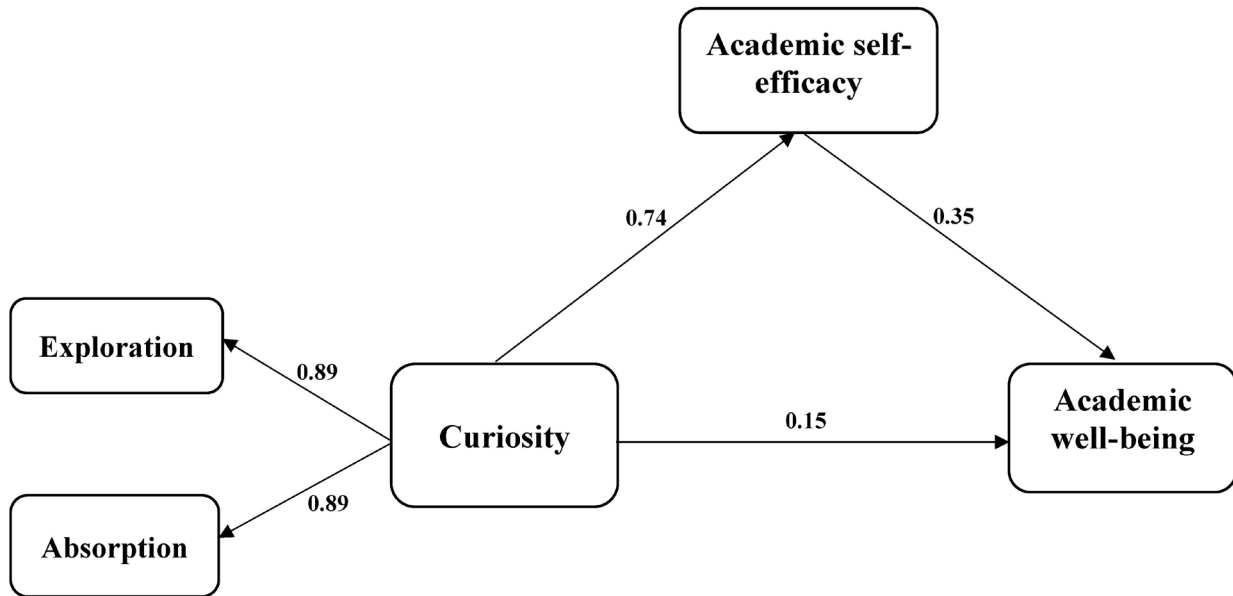 Academic self-
efficacy
0.74
0.35
Exploration
0.89
Curiosity
0.15
Academic
well-being
0.89
Absorption